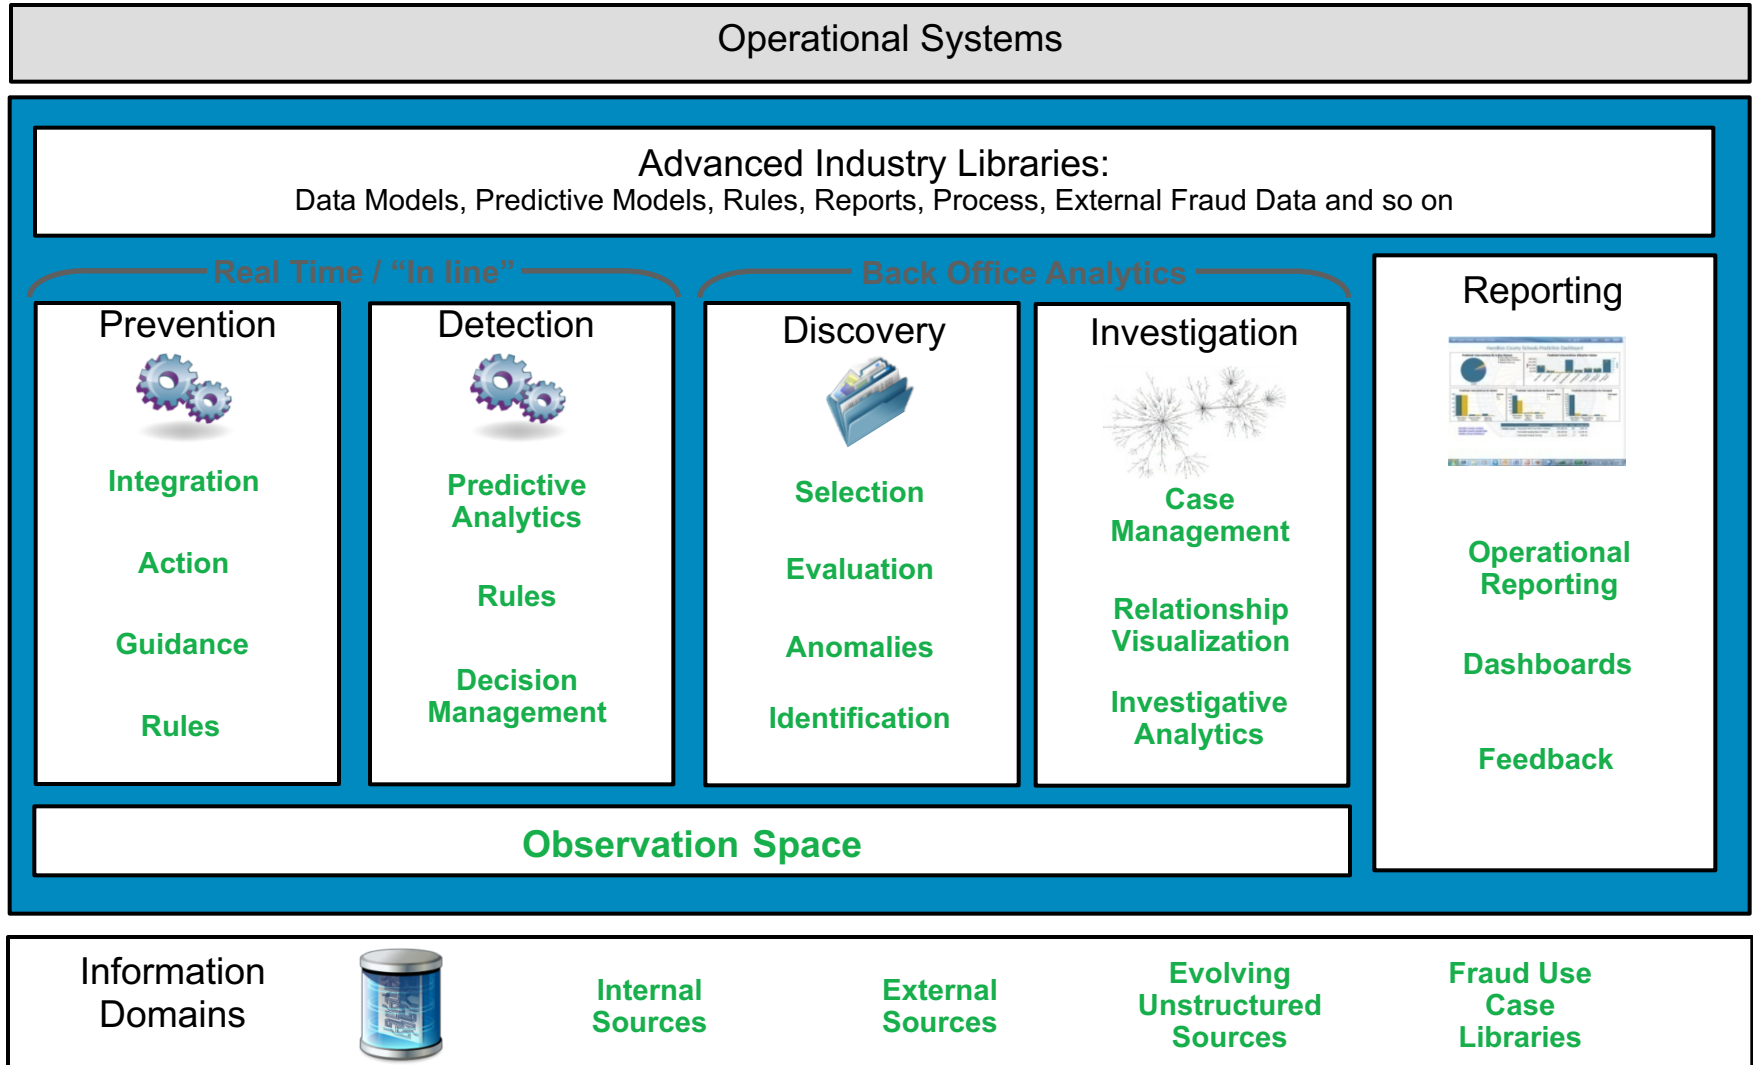 Operational Systems
Advanced Industry Libraries:
Data Models, Predictive Models, Rules, Reports, Process, External Fraud Data and so on
Real Time / “In line”
Back Office Analytics
Prevention
Integration
Action
Guidance
Rules
Detection
Predictive
Analytics
Rules
Decision
Management
Discovery
Selection
Evaluation
Anomalies
Identification
Investigation
Case
Management
Relationship
Visualization
Investigative
Analytics
Reporting
Operational
Reporting
Dashboards
Feedback
Observation Space
Information
Domains
Internal
Sources
External
Sources
Evolving
Unstructured
Sources
Fraud Use
Case
Libraries